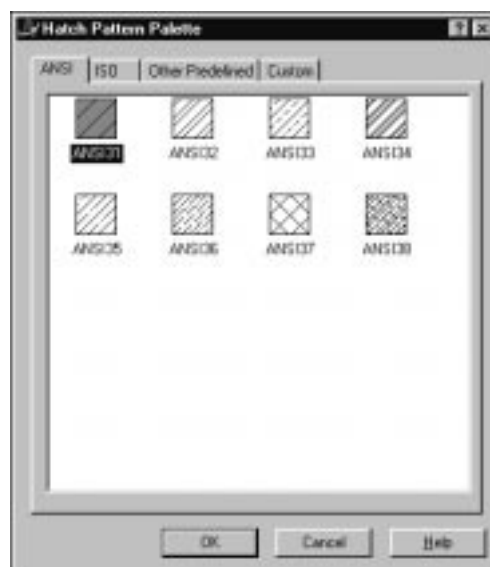 Hatch Pattern Palette
ANSI ISO Other Predefined Custom
ANSI31 ANSI32 ANSI33 ANSI34
ANSI35 ANSI36 ANSI37 ANSI38
OK Cancel Help